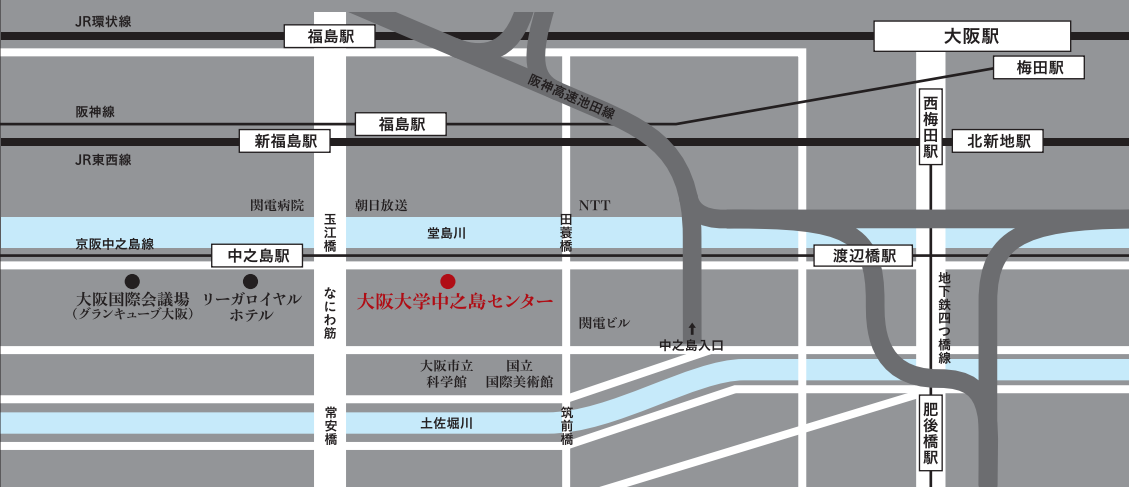 JR環状線
福島駅
大阪駅
梅田駅
阪神高速池田線
阪神線
福島駅
西梅田駅
新福島駅
北新地駅
JR東西線
関電病院
朝日放送
NTT
玉江橋
堂島川
田蓑橋
京阪中之島線
中之島駅
渡辺橋駅
大阪国際会議場
(グランキューブ大阪)
リーガロイヤル
ホテル
なにわ筋
大阪大学中之島センター
関電ビル
地下鉄四つ橋線
中之島入口
大阪市立
科学館
国立
国際美術館
常安橋
土佐堀川
筑前橋
肥後橋駅